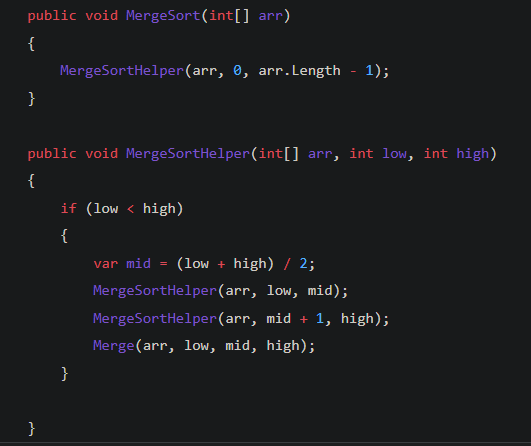 public void MergeSort(int[] arr)
{
    MergeSortHelper(arr, 0, arr.Length - 1);
}

public void MergeSortHelper(int[] arr, int low, int high)
{
    if (low < high)
    {
        var mid = (low + high) / 2;
        MergeSortHelper(arr, low, mid);
        MergeSortHelper(arr, mid + 1, high);
        Merge(arr, low, mid, high);
    }

}